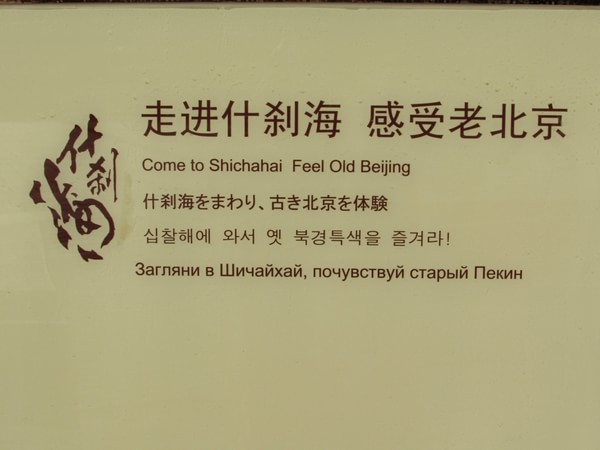 什刹海
走进什刹海 感受老北京
Come to Shichahai Feel Old Beijing
什刹海をまわり、古き北京を体験
십찰해에 와서 옛 북경특색을 즐겨라!
Загляни в Шичайхай, почувствуй старый Пекин